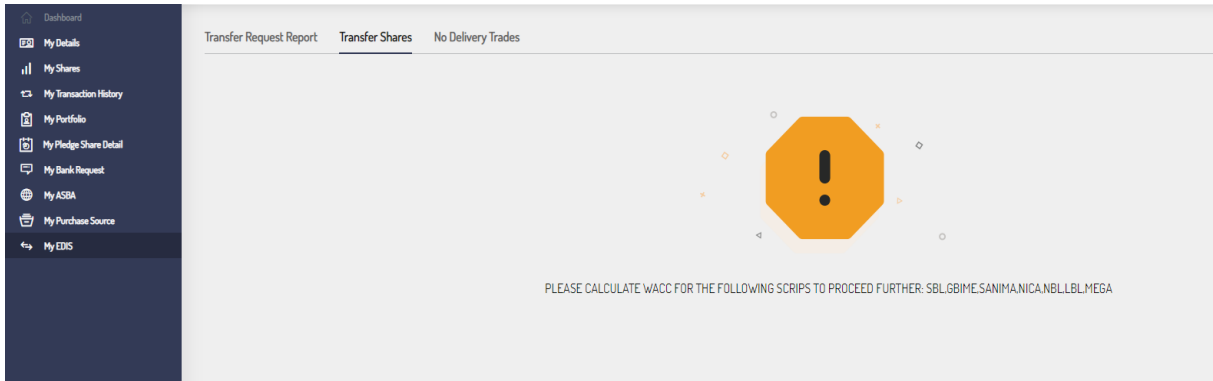 Dashboard
My Details
My Shares
My Transaction History
My Portfolio
My Pledge Share Detail
My Bank Request
My ASBA
My Purchase Source
My EDIS
Transfer Request Report Transfer Shares No Delivery Trades
PLEASE CALCULATE WACC FOR THE FOLLOWING SCRIPS TO PROCEED FURTHER: SBL,GBIME,SANIMA,NICA,NBL,LBL,MEGA